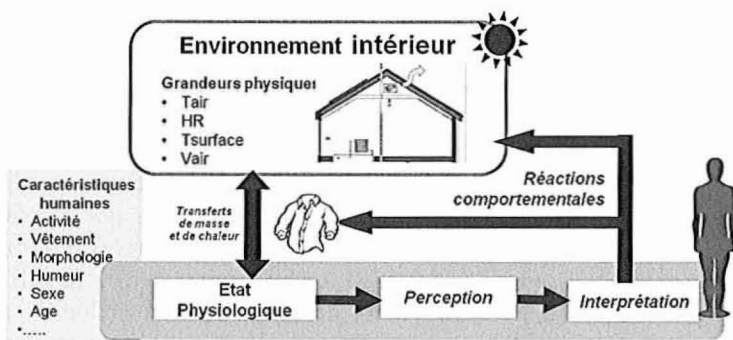 Environnement intérieur
Grandeurs physiques
• Tair
• HR
• Tsurface
• Vair
Caractéristiques
humaines
• Activité
• Vêtement
• Morphologie
• Humeur
• Sexe
• Age
•.....
Transferts
de masse
et de chaleur
Réactions
comportementales
Etat
Physiologique
Perception
Interprétation